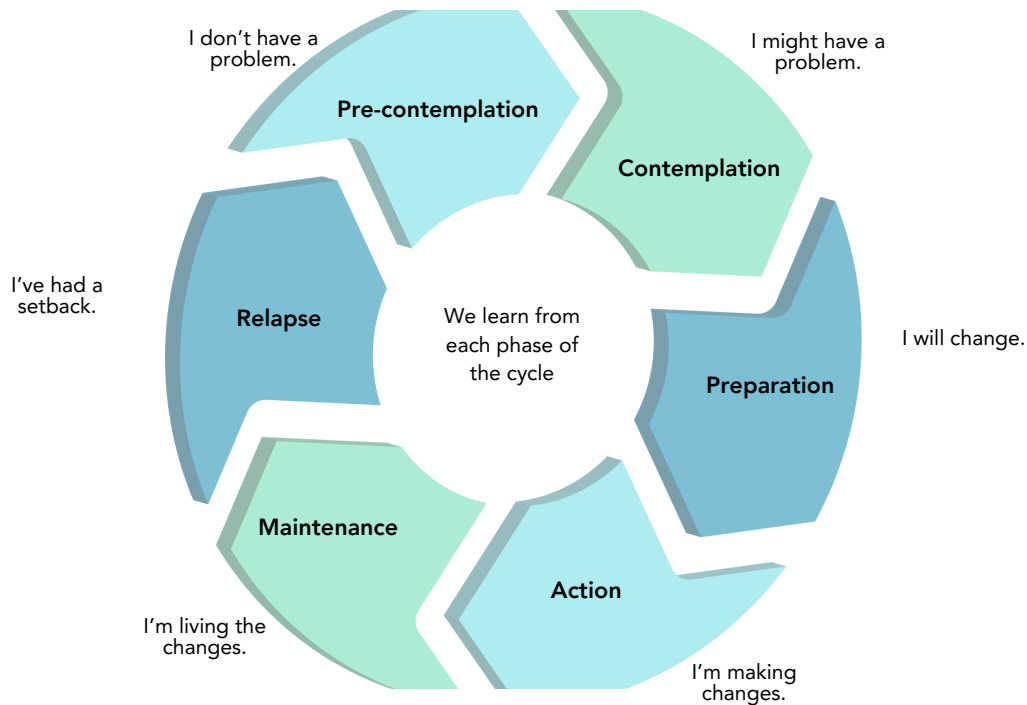 I don't have a
problem.
Pre-contemplation
I might have a
problem.
Contemplation
I will change.
Preparation
I'm making
changes.
Action
I'm living the
changes.
Maintenance
I've had a
setback.
Relapse
We learn from
each phase of
the cycle